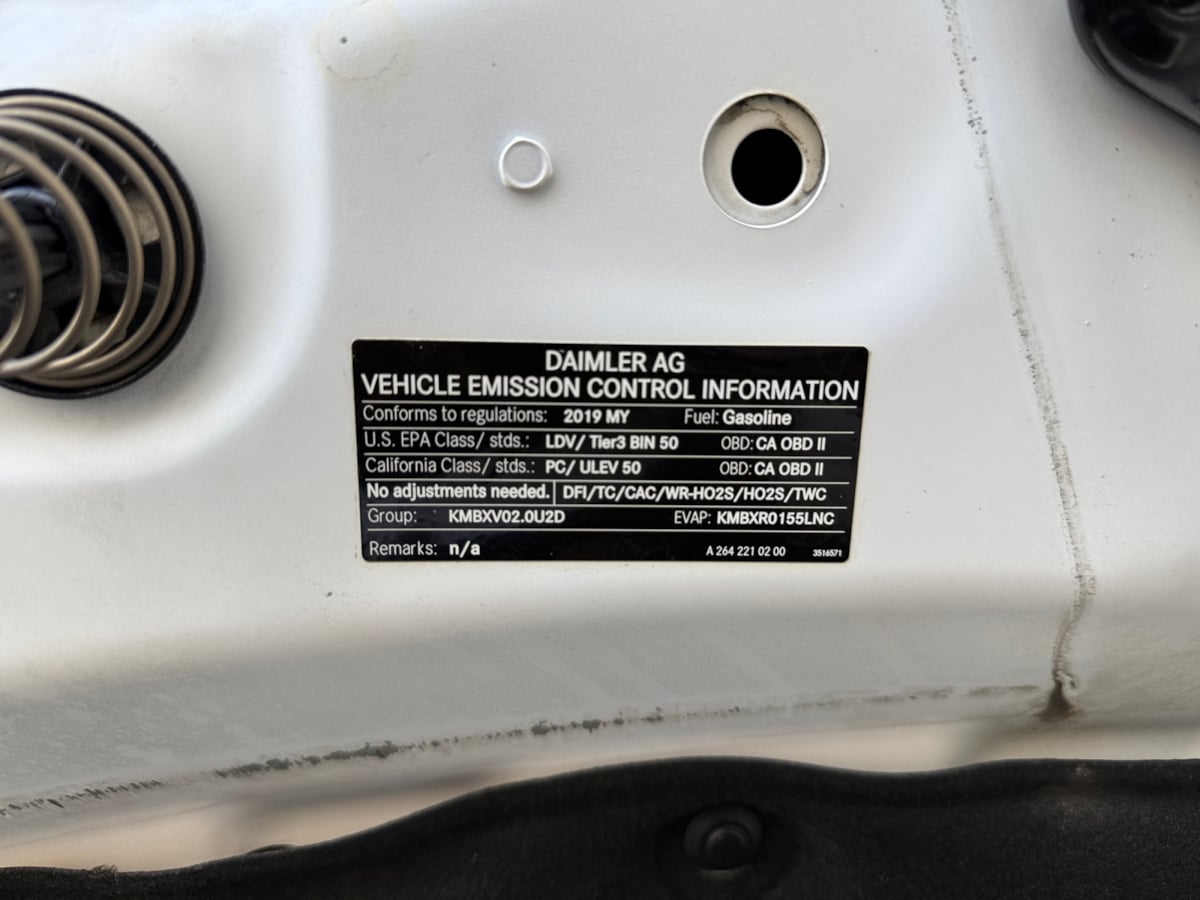 DAIMLER AG
VEHICLE EMISSION CONTROL INFORMATION
Conforms to regulations: 2019 MY Fuel: Gasoline
U.S. EPA Class/ stds.: LDV/ Tier3 BIN 50 OBD: CA OBD II
California Class/ stds.: PC/ ULEV 50 OBD: CA OBD II
No adjustments needed. DFI/TC/CAC/WR-HO2S/HO2S/TWC
Group: KMBXV02.0U2D EVAP: KMBXR0155LNC
Remarks: n/a A 264 221 02 00 3516571